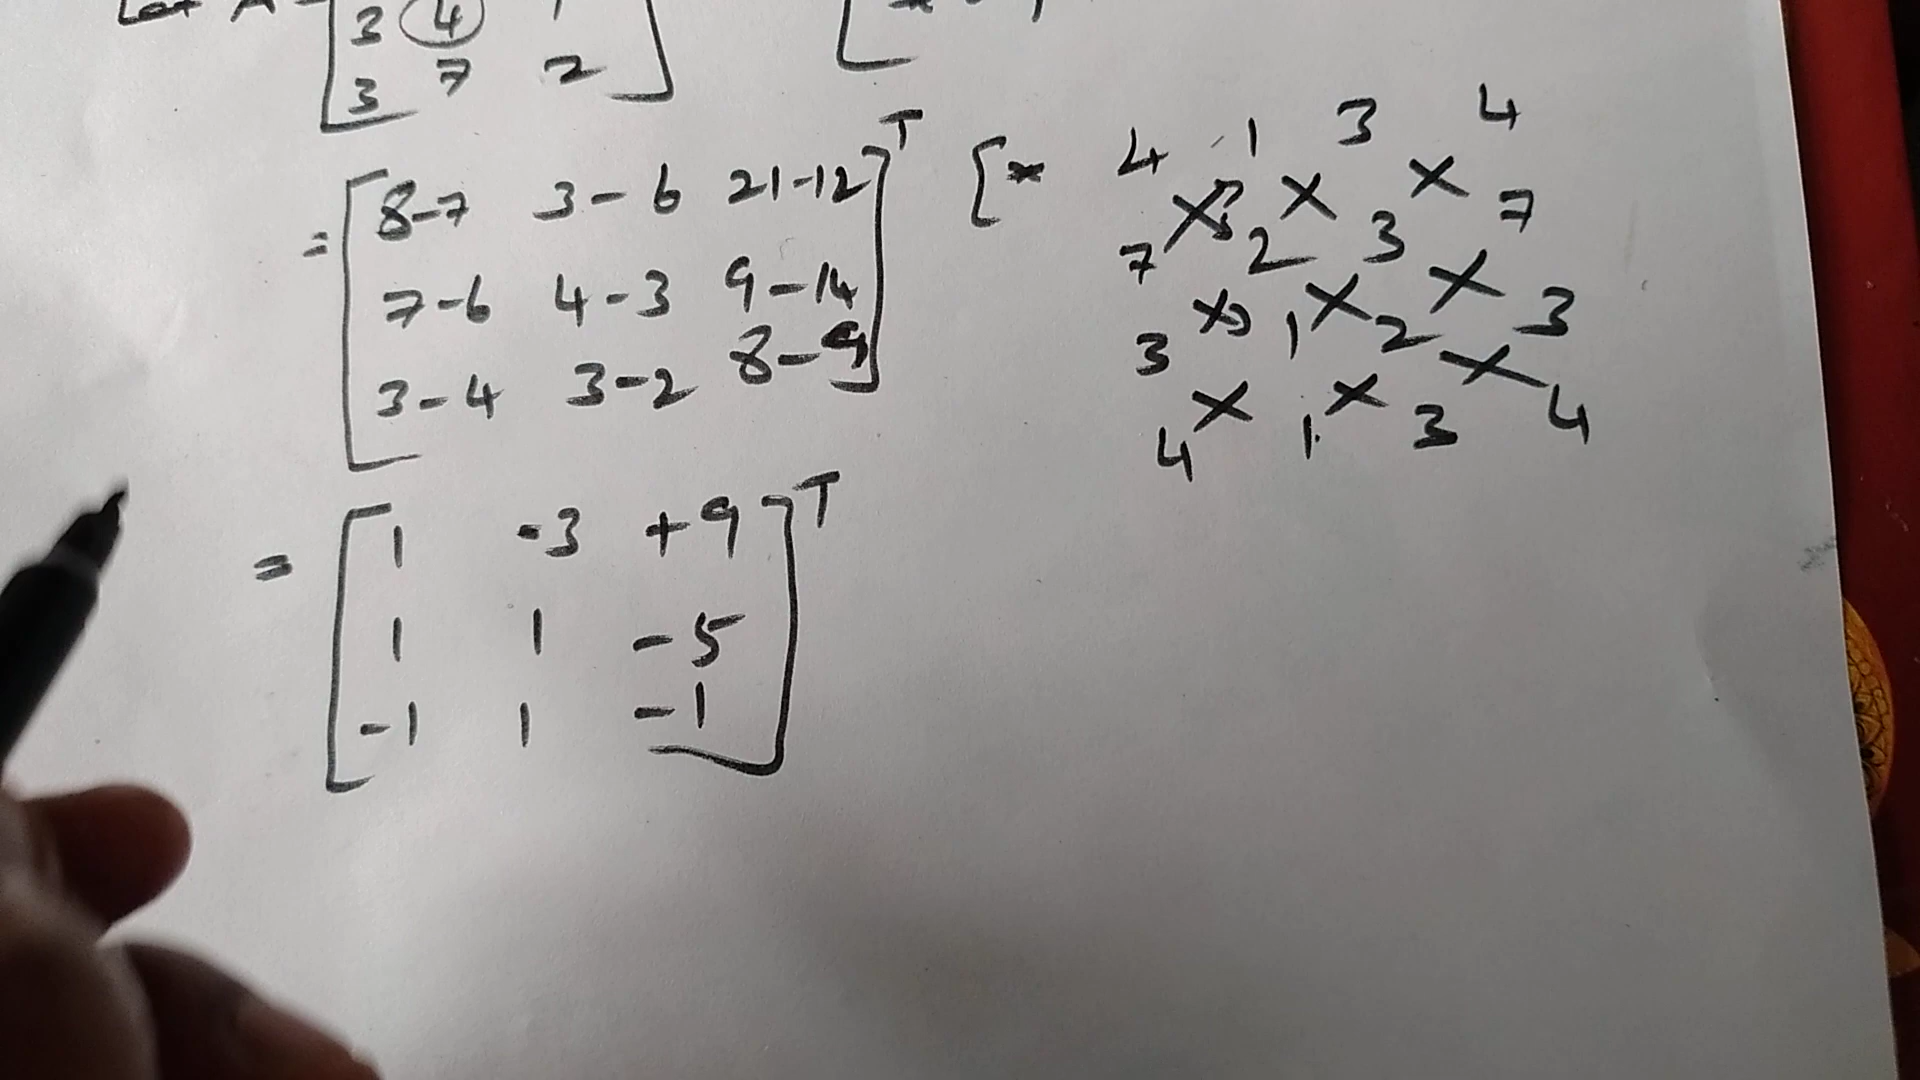 Let A =
3 4 1
3 7 2
= [ 8-7 3-6 21-12 ]T
7-6 4-3 9-14
3-4 3-2 8-9
[* 4 1 3 4
× × ×
7 2 3 7
× × ×
3 1 2 3
× × ×
4 1 3 4
= [ 1 -3 +9 ]T
1 1 -5
-1 1 -1